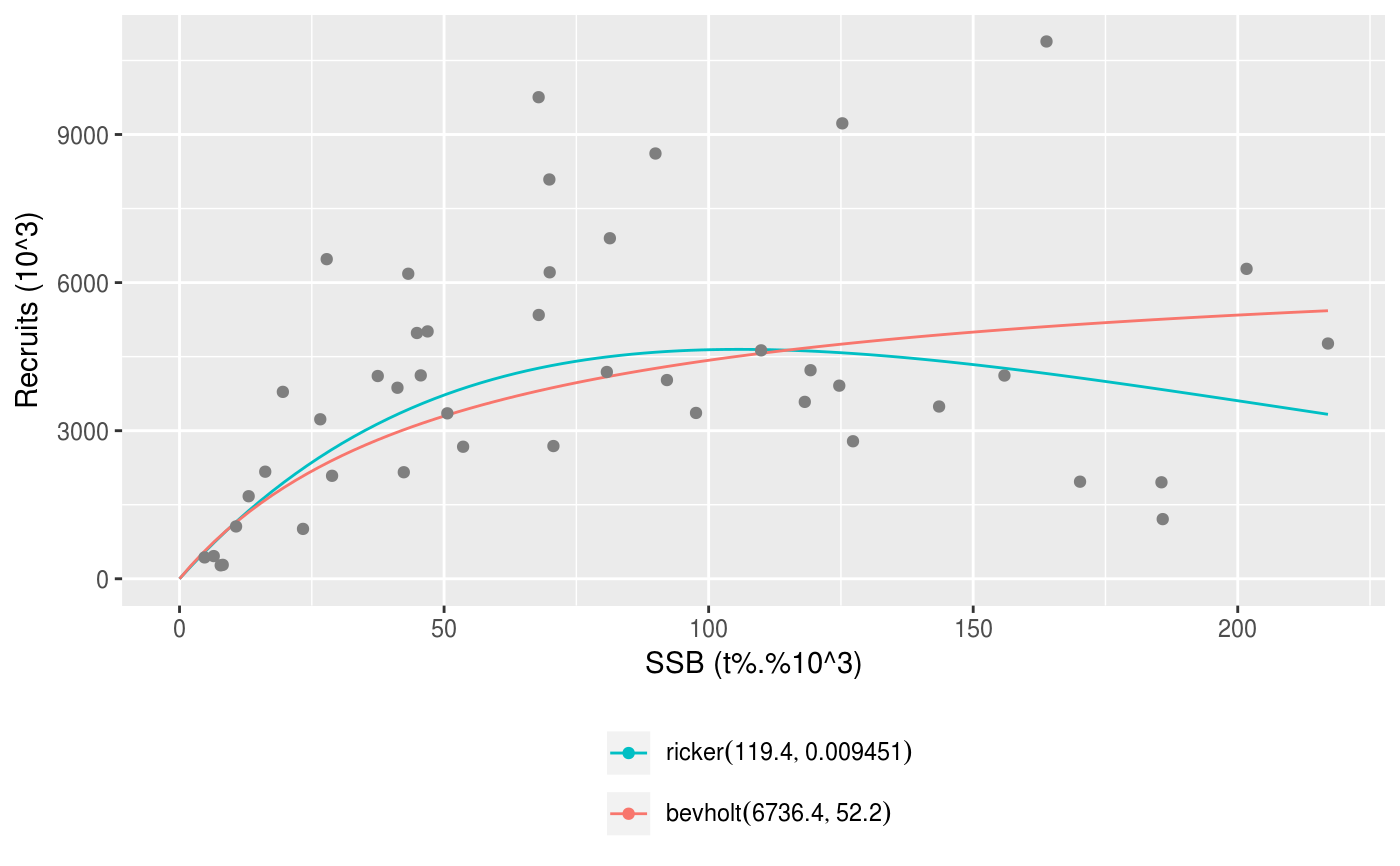 9000
6000
3000
0
Recruits (10^3)
0 50 100 150 200
SSB (t%.%10^3)
ricker(119.4, 0.009451)
bevholt(6736.4, 52.2)